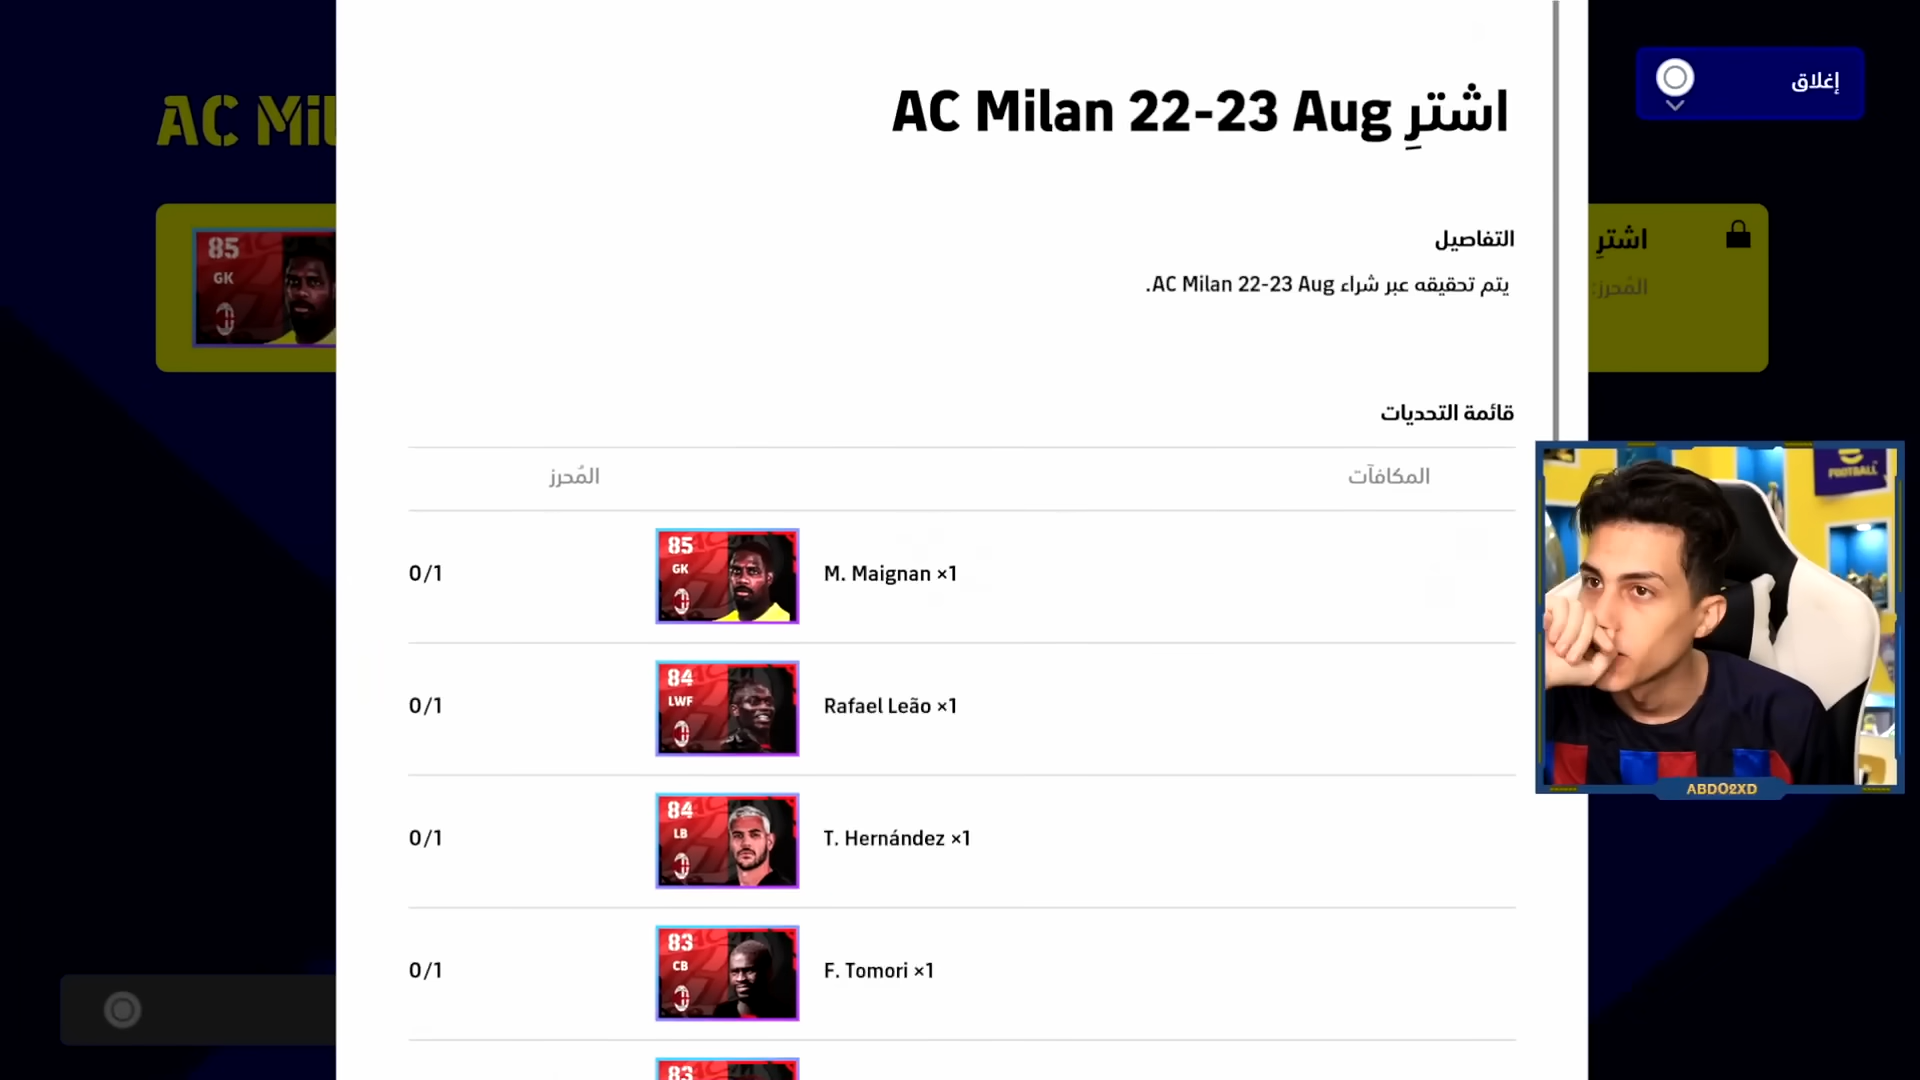 إغلاق
اشترِ AC Milan 22-23 Aug
AC Mil
اشترِ
المُحرز:
85
GK
التفاصيل
يتم تحقيقه عبر شراء AC Milan 22-23 Aug.
قائمة التحديات
المكافآت
المُحرز
85
GK
M. Maignan ×1
0/1
84
LWF
Rafael Leão ×1
0/1
84
LB
T. Hernández ×1
0/1
83
CB
F. Tomori ×1
0/1
83
FOOTBALL
ABDO2XD